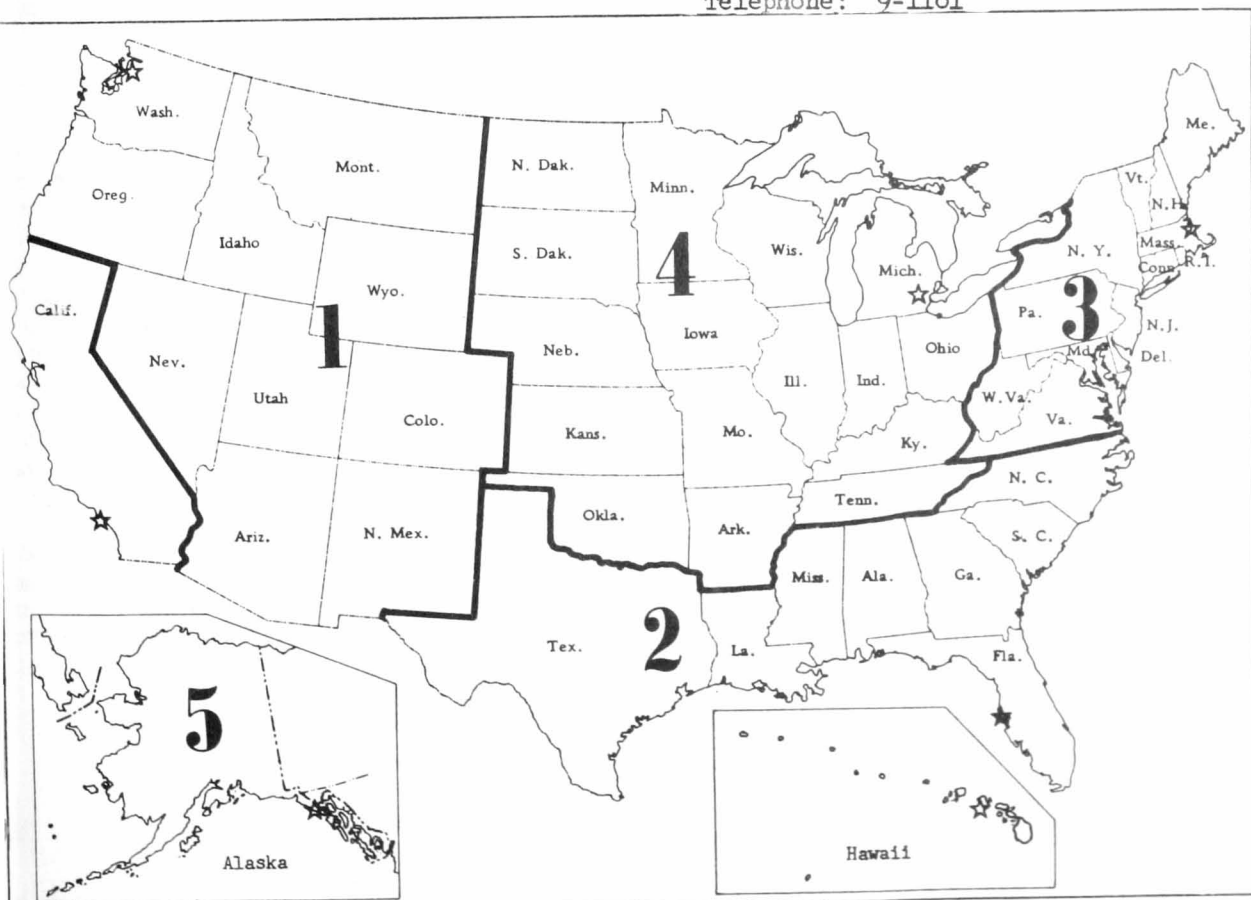 Telephone: 9-1101
Wash.
Mont.
N. Dak.
Minn.
Me.
Oreg.
Idaho
S. Dak.
Wis.
Mich.
Vt.
N.H.
N. Y.
Mass.
Conn.
R.I.
Calif.
Wyo.
1
4
3
Nev.
Utah
Colo.
Neb.
Iowa
Ill.
Ind.
Ohio
Pa.
N.J.
Md.
Del.
Kans.
Mo.
Ky.
W.Va.
Va.
Ariz.
N. Mex.
Okla.
Ark.
Tenn.
N. C.
S. C.
Tex.
2
La.
Miss.
Ala.
Ga.
Fla.
5
Alaska
Hawaii